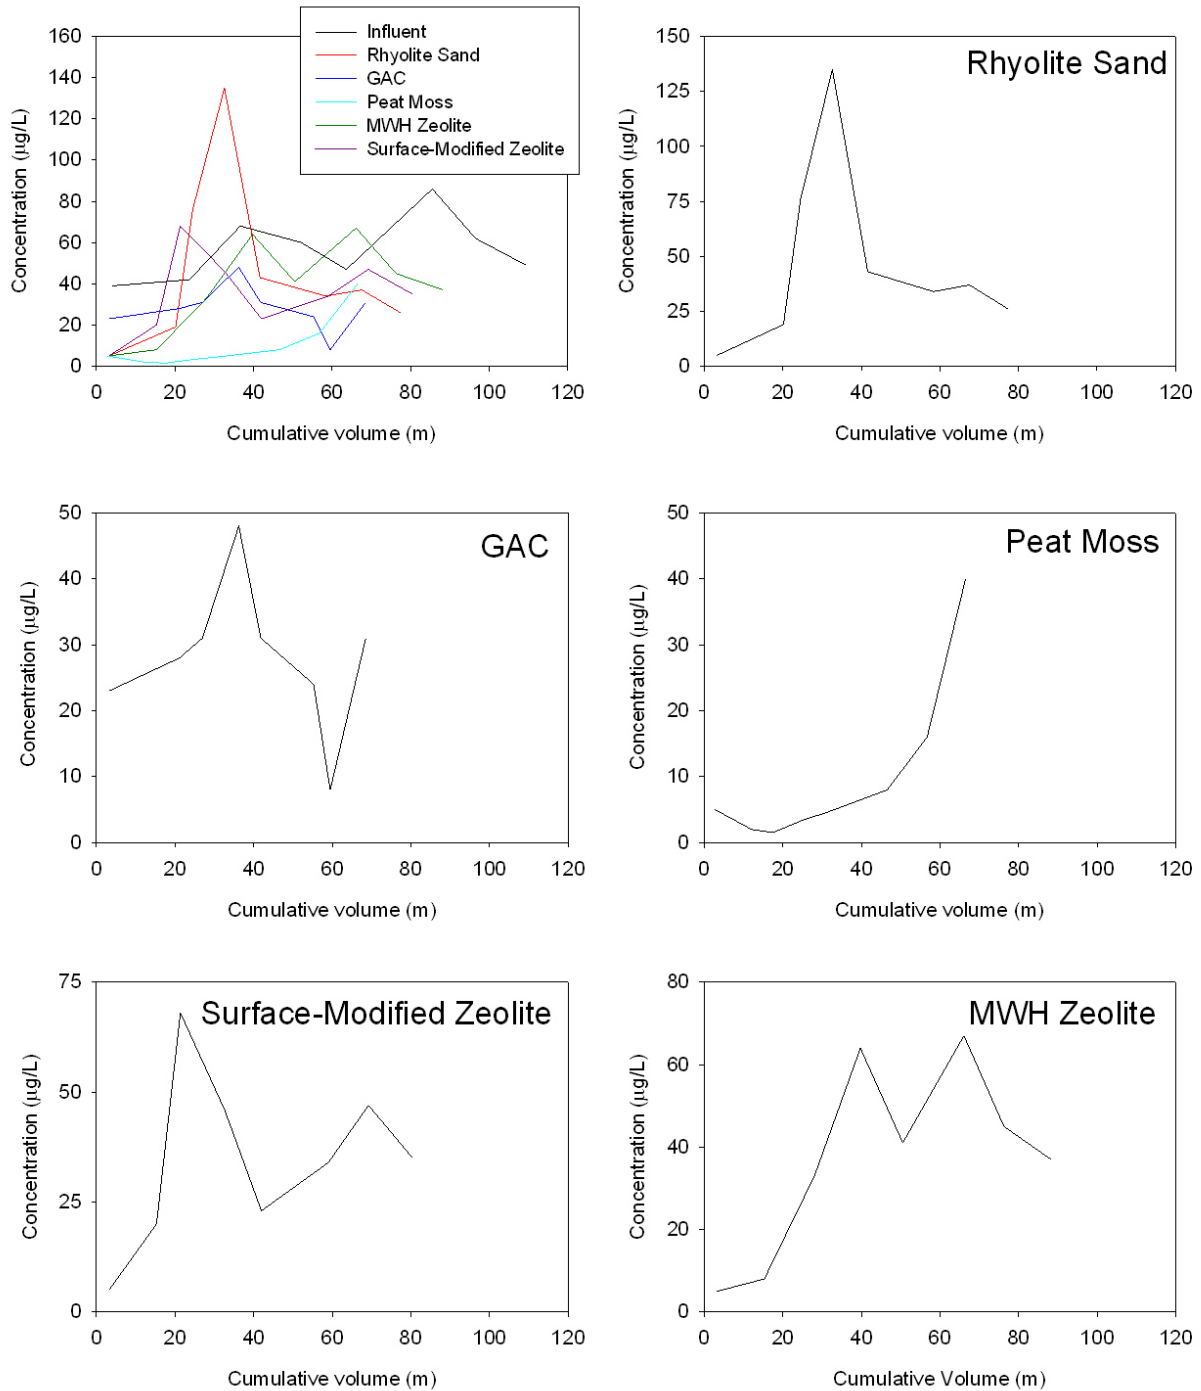 Influent
Rhyolite Sand
GAC
Peat Moss
MWH Zeolite
Surface-Modified Zeolite
160
140
120
100
80
60
40
20
0
Concentration (µg/L)
0 20 40 60 80 100 120
Cumulative volume (m)
Rhyolite Sand
150
125
100
75
50
25
0
Concentration (µg/L)
0 20 40 60 80 100 120
Cumulative volume (m)
GAC
50
40
30
20
10
0
Concentration (µg/L)
0 20 40 60 80 100 120
Cumulative volume (m)
Peat Moss
50
40
30
20
10
0
Concentration (µg/L)
0 20 40 60 80 100 120
Cumulative volume (m)
Surface-Modified Zeolite
75
50
25
0
Concentration (µg/L)
0 20 40 60 80 100 120
Cumulative volume (m)
MWH Zeolite
80
60
40
20
0
Concentration (µg/L)
0 20 40 60 80 100 120
Cumulative Volume (m)